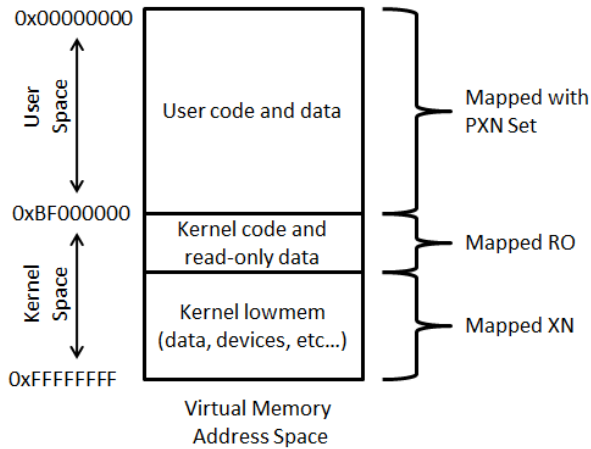 0x00000000
User
Space
User code and data
Mapped with
PXN Set
0xBF000000
Kernel code and
read-only data
Mapped RO
Kernel
Space
Kernel lowmem
(data, devices, etc...)
Mapped XN
0xFFFFFFFF
Virtual Memory
Address Space